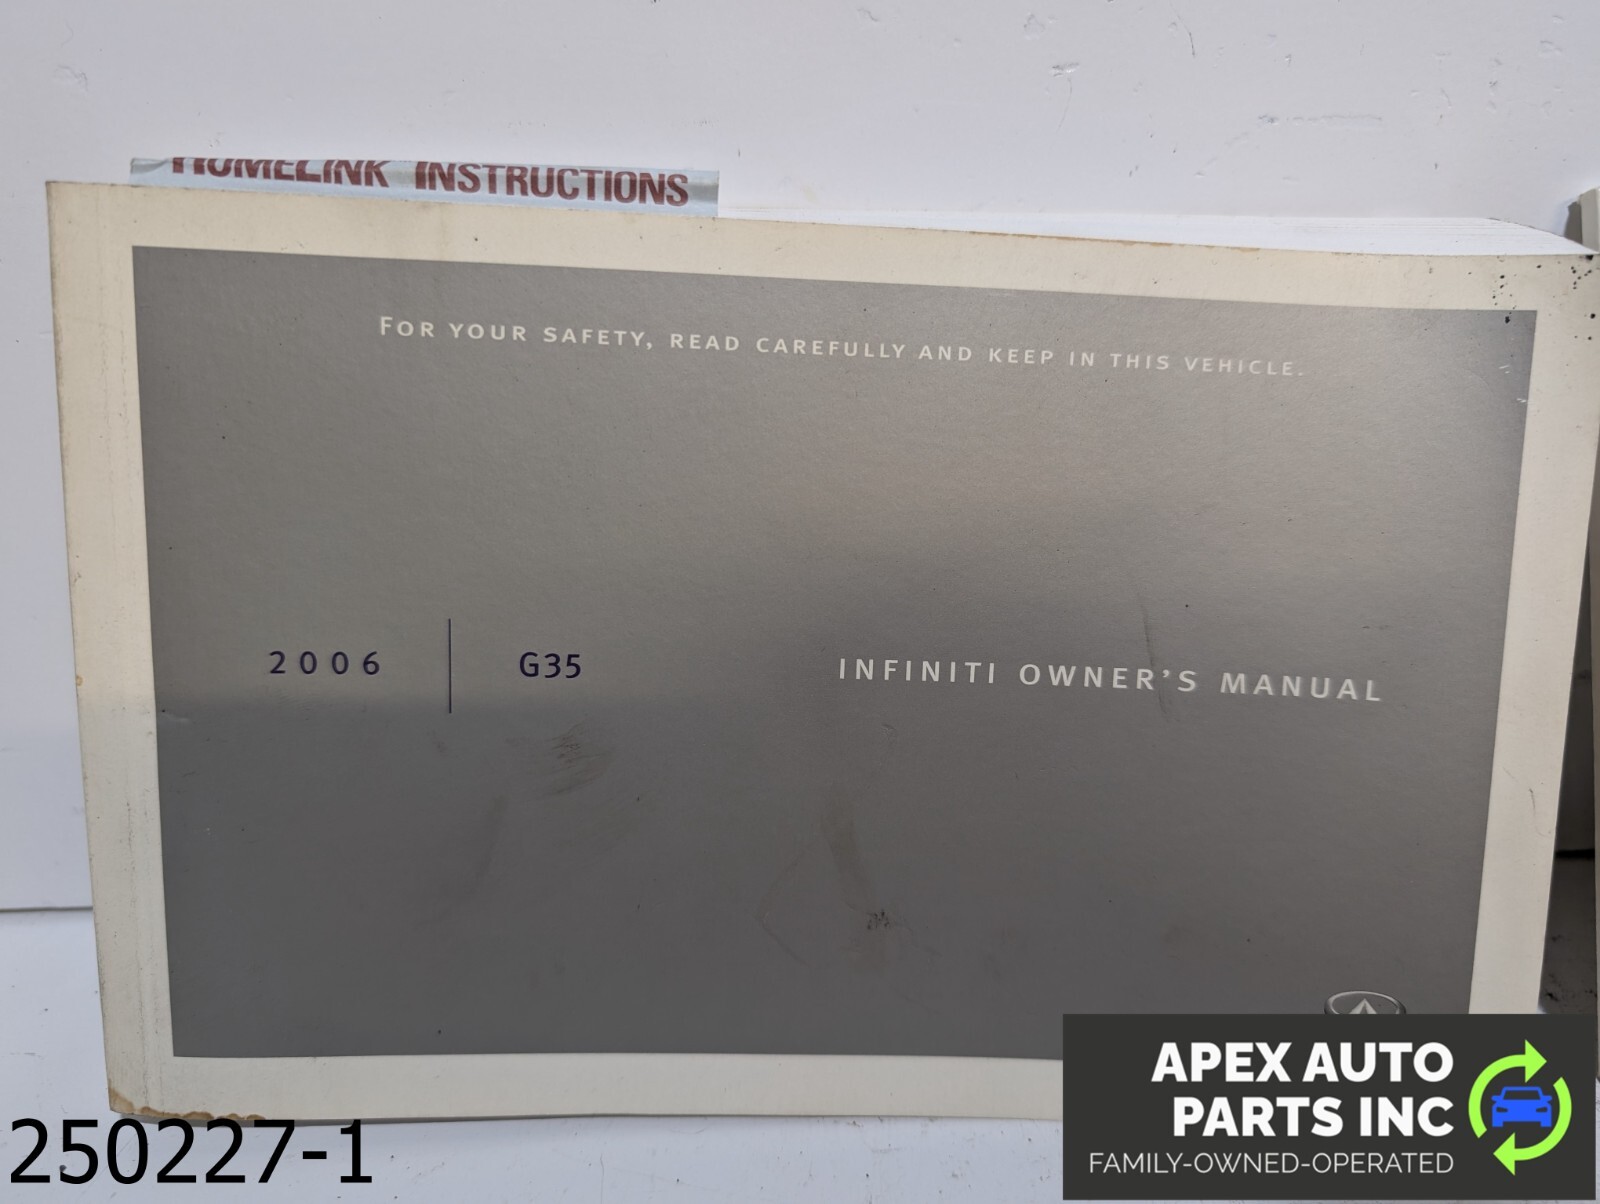 HOMELINK INSTRUCTIONS
FOR YOUR SAFETY, READ CAREFULLY AND KEEP IN THIS VEHICLE.
2006 | G35 INFINITI OWNER'S MANUAL
APEX AUTO
PARTS INC
FAMILY-OWNED-OPERATED
250227-1